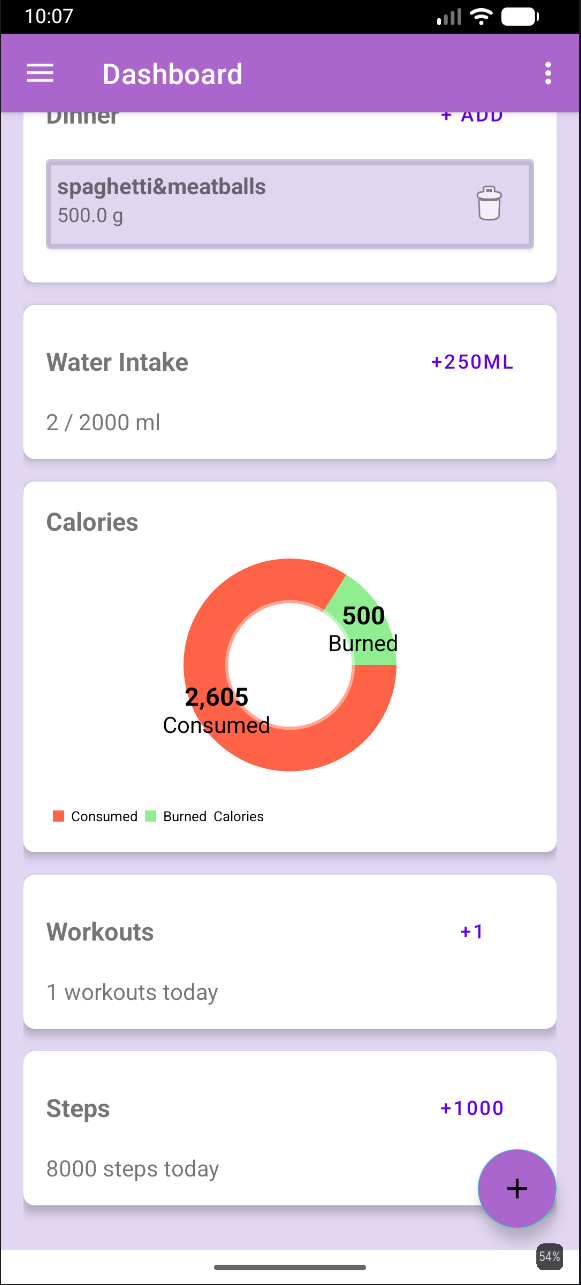 10:07
Dashboard
Dinner + ADD
spaghetti&meatballs
500.0 g
Water Intake +250ML
2 / 2000 ml
Calories
500
Burned
2,605
Consumed
Consumed Burned Calories
Workouts +1
1 workouts today
Steps +1000
8000 steps today
+
54%